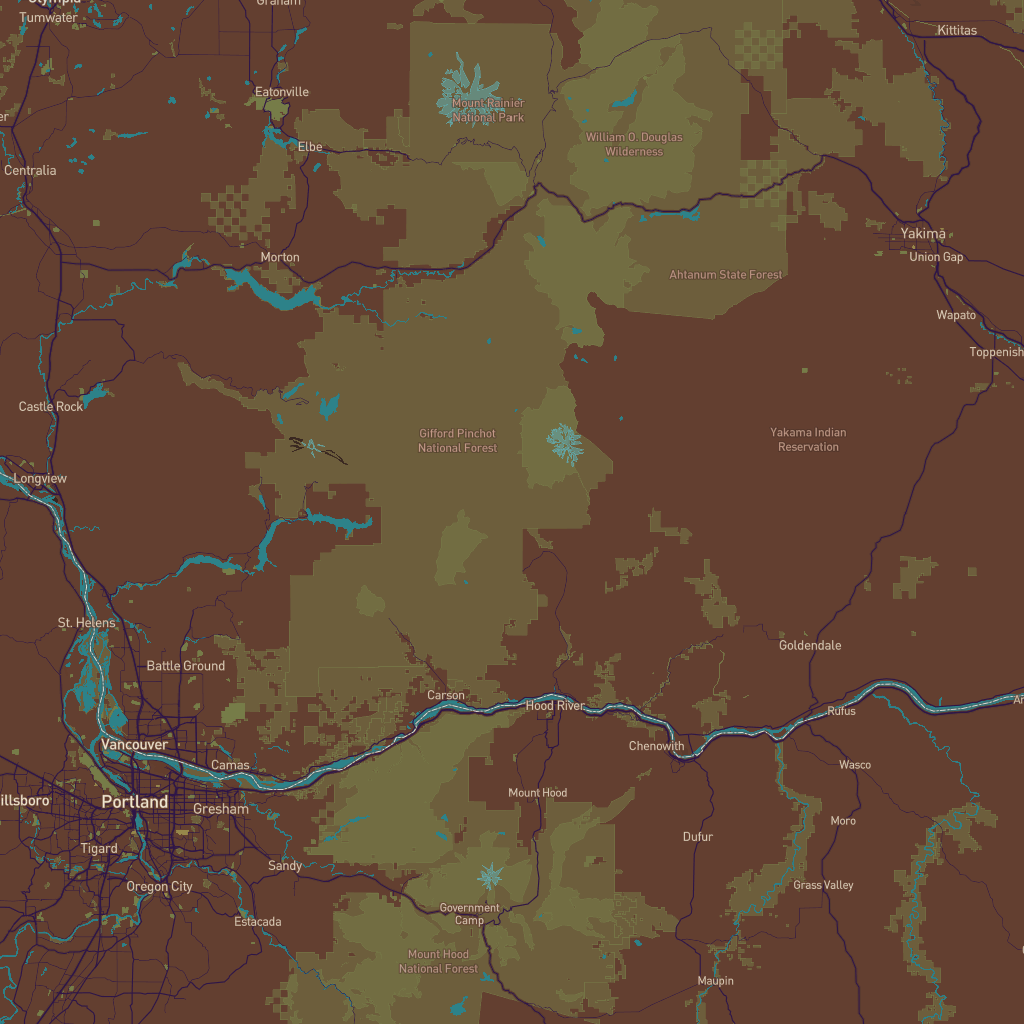 Graham
Tumwater
Kittitas
Eatonville
Mount Rainier
National Park
William O. Douglas
Wilderness
Elbe
Centralia
Yakima
Union Gap
Morton
Ahtanum State Forest
Wapato
Toppenish
Castle Rock
Gifford Pinchot
National Forest
Yakama Indian
Reservation
Longview
St. Helens
Goldendale
Battle Ground
Carson
Hood River
Rufus
Vancouver
Chenowith
Camas
Wasco
Mount Hood
Portland
illsboro
Gresham
Moro
Dufur
Tigard
Sandy
Oregon City
Grass Valley
Government
Camp
Estacada
Mount Hood
National Forest
Maupin